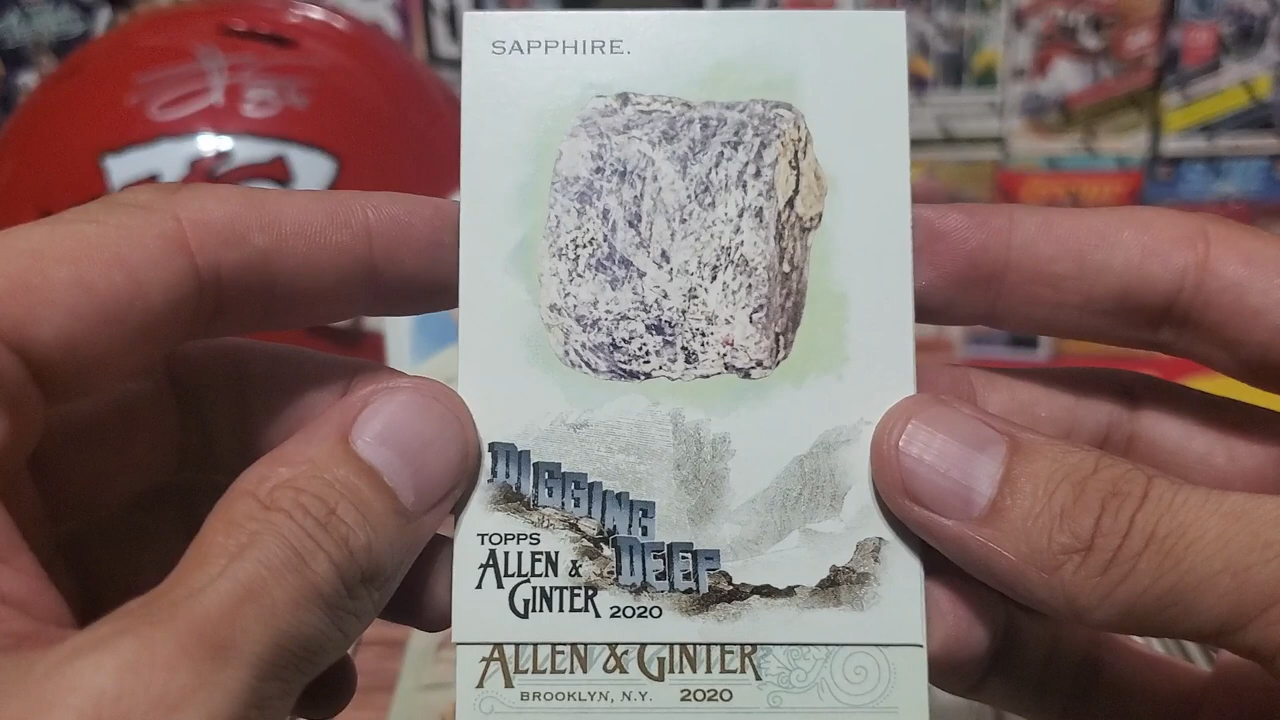 SAPPHIRE.
DIGGING
DEEP
TOPPS
ALLEN &
GINTER
2020
ALLEN & GINTER
BROOKLYN, N.Y. 2020